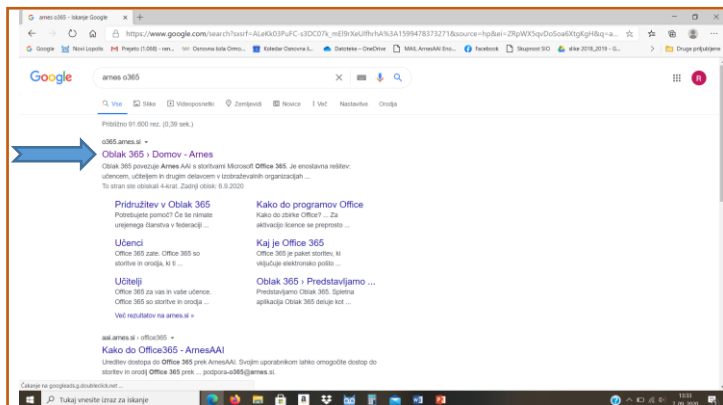 arnes o365 - Iskanje Google
https://www.google.com/search?sxsrf=ALeKk03PuFC-s3DC07k_mEl9rXeUlfhrhA%3A1599478373271&source=hp&ei=ZRpWX5qvDoSoa6XtgKgH&q=a...
Google
Novi Lopolis
M Prejeto (1.068) - ren...
Osnovna šola Ormo...
Koledar Osnovna š...
Datoteke – OneDrive
MAIL ArnesAAI Eno...
Facebook
Skupnost SIO
slike 2018_2019 - G...
Druge priljubljene
Google
arnes o365
R
Vse Slike Videoposnetki Zemljevidi Novice Več Nastavitve Orodja
Približno 91.600 rez. (0,39 sek.)
o365.arnes.si
Oblak 365 › Domov - Arnes
Oblak 365 povezuje Arnes AAI s storitvami Microsoft Office 365. Je enostavna rešitev:
učencem, učiteljem in drugim delavcem v izobraževalnih organizacijah ...
To stran ste obiskali 4-krat. Zadnji obisk: 6.9.2020
Pridružitev v Oblak 365
Potrebujete pomoč? Če še nimate
urejenega članstva v federaciji ...
Kako do programov Office
Kako do zbirke Office? ... Za
aktivacijo licence se preprosto ...
Učenci
Office 365 zate. Office 365 so
storitve in orodja, ki ti ...
Kaj je Office 365
Office 365 je paket storitev, ki
vključuje elektronsko pošto ...
Učitelji
Office 365 za vas in vaše učence.
Office 365 so storitve in orodja ...
Oblak 365 › Predstavljamo ...
Predstavljamo Oblak 365. Spletna
aplikacija Oblak 365 deluje kot ...
Več rezultatov na arnes.si »
aai.arnes.si › office365
Kako do Office365 - ArnesAAI
Ureditev dostopa do Office 365 prek ArnesAAI. Svojim uporabnikom lahko omogočite dostop do
storitev in orodij Office 365 prek ... podpora-o365@arnes.si.
Čakanje na googleads.g.doubleclick.net ...
Tukaj vnesite izraz za iskanje
13:33
7. 09. 2020